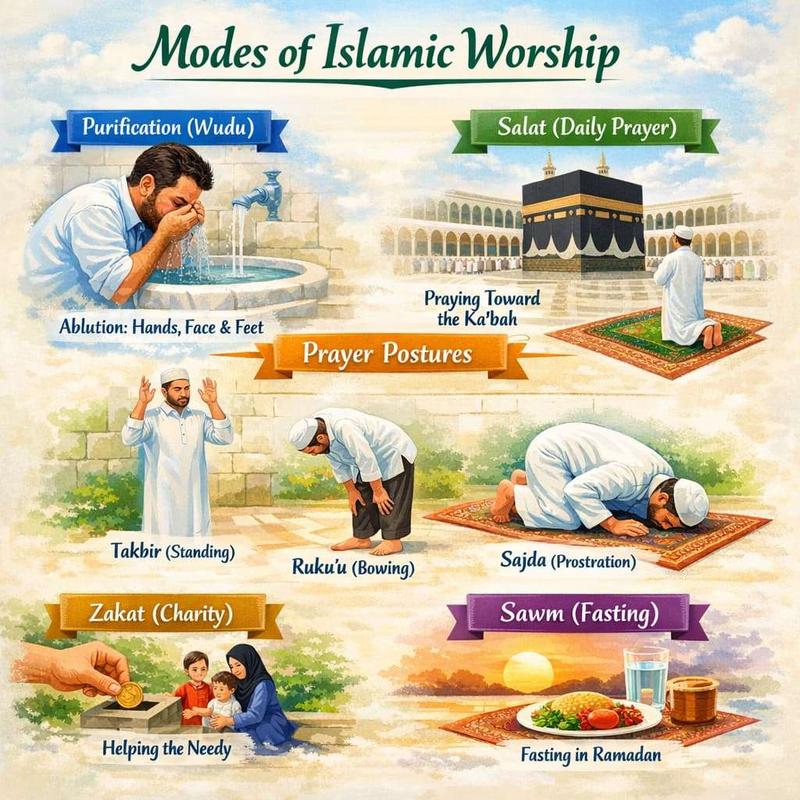 Modes of Islamic Worship
Purification (Wudu)
Salat (Daily Prayer)
Ablution: Hands, Face & Feet
Praying Toward
the Ka'bah
Prayer Postures
Takbir (Standing)
Ruku'u (Bowing)
Sajda (Prostration)
Zakat (Charity)
Sawm (Fasting)
Helping the Needy
Fasting in Ramadan